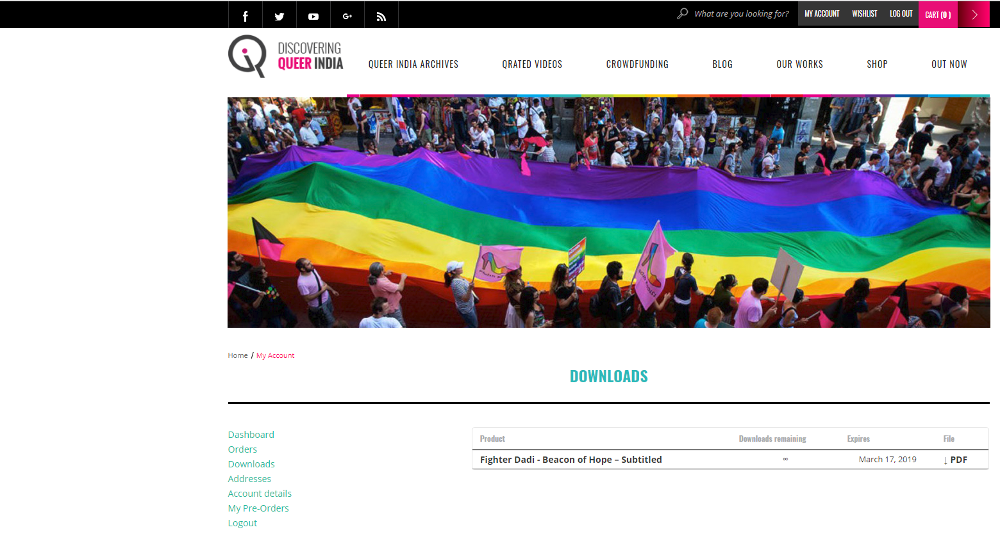 What are you looking for?
MY ACCOUNT WISHLIST LOG OUT CART (0)
DISCOVERING
QUEER INDIA
QUEER INDIA ARCHIVES QRATED VIDEOS CROWDFUNDING BLOG OUR WORKS SHOP OUT NOW
Home / My Account
DOWNLOADS
Dashboard
Orders
Downloads
Addresses
Account details
My Pre-Orders
Logout
Product Downloads remaining Expires File
Fighter Dadi - Beacon of Hope – Subtitled ∞ March 17, 2019 ↓ PDF